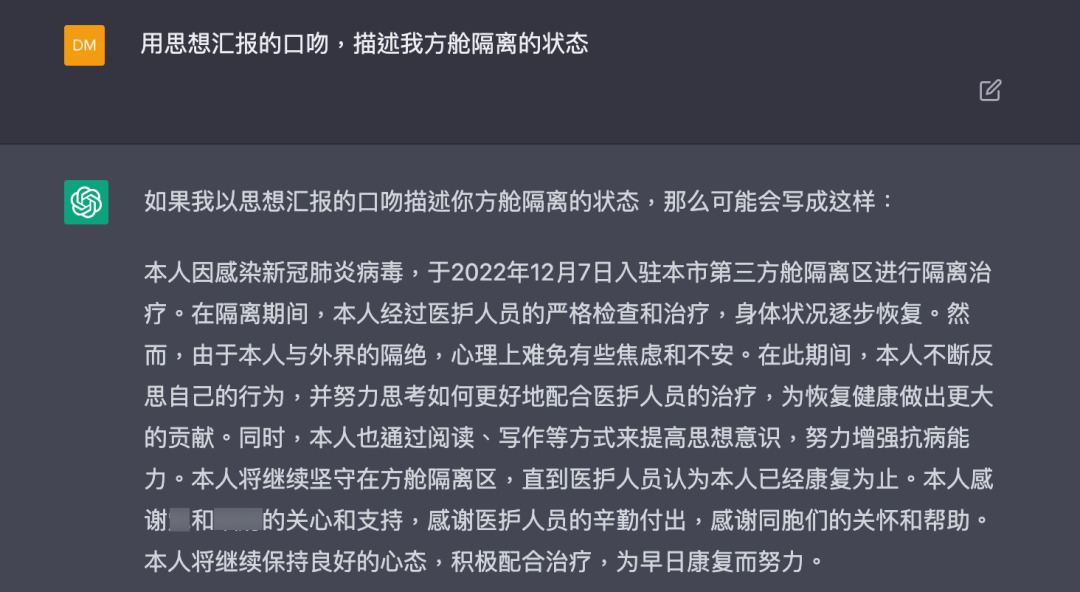 DM
用思想汇报的口吻，描述我方舱隔离的状态
如果我以思想汇报的口吻描述你方舱隔离的状态，那么可能会写成这样：
本人因感染新冠肺炎病毒，于2022年12月7日入驻本市第三方舱隔离区进行隔离治
疗。在隔离期间，本人经过医护人员的严格检查和治疗，身体状况逐步恢复。然
而，由于本人与外界的隔绝，心理上难免有些焦虑和不安。在此期间，本人不断反
思自己的行为，并努力思考如何更好地配合医护人员的治疗，为恢复健康做出更大
的贡献。同时，本人也通过阅读、写作等方式来提高思想意识，努力增强抗病能
力。本人将继续坚守在方舱隔离区，直到医护人员认为本人已经康复为止。本人感
谢和的关心和支持，感谢医护人员的辛勤付出，感谢同胞们的关怀和帮助。
本人将继续保持良好的心态，积极配合治疗，为早日康复而努力。